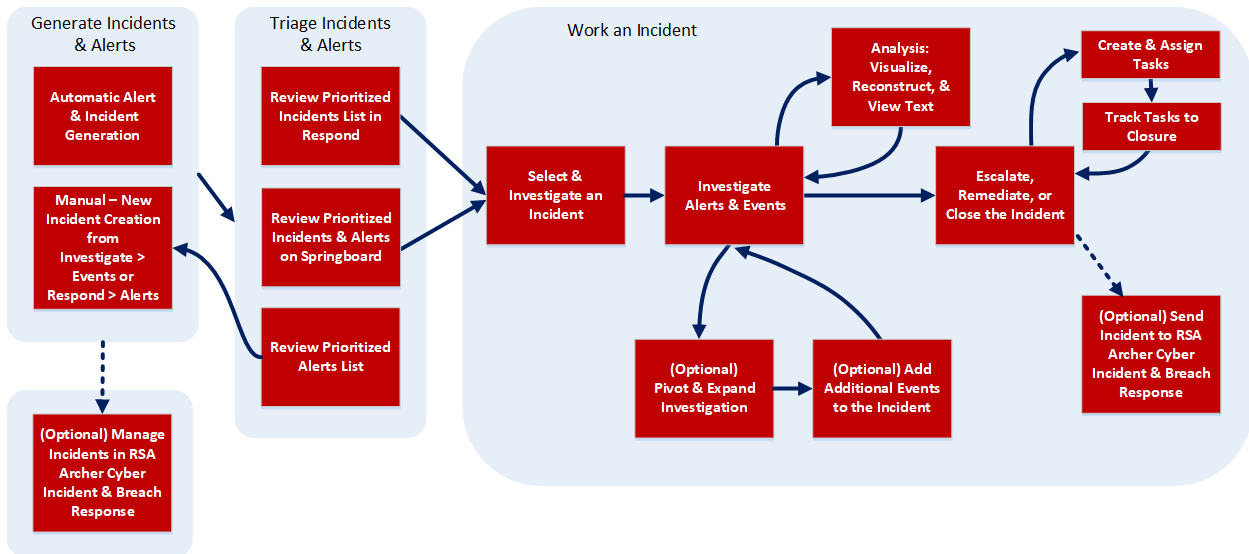 Generate Incidents
& Alerts
Automatic Alert
& Incident
Generation
Manual – New
Incident Creation
from
Investigate >
Events or
Respond > Alerts
(Optional) Manage
Incidents in RSA
Archer Cyber
Incident & Breach
Response
Triage Incidents
& Alerts
Review Prioritized
Incidents List in
Respond
Review Prioritized
Incidents & Alerts
on Springboard
Review Prioritized
Alerts List
Work an Incident
Select &
Investigate an
Incident
Investigate
Alerts & Events
Analysis:
Visualize,
Reconstruct, &
View Text
(Optional)
Pivot & Expand
Investigation
(Optional) Add
Additional Events
to the Incident
Escalate,
Remediate, or
Close the Incident
Create & Assign
Tasks
Track Tasks to
Closure
(Optional) Send
Incident to RSA
Archer Cyber
Incident & Breach
Response